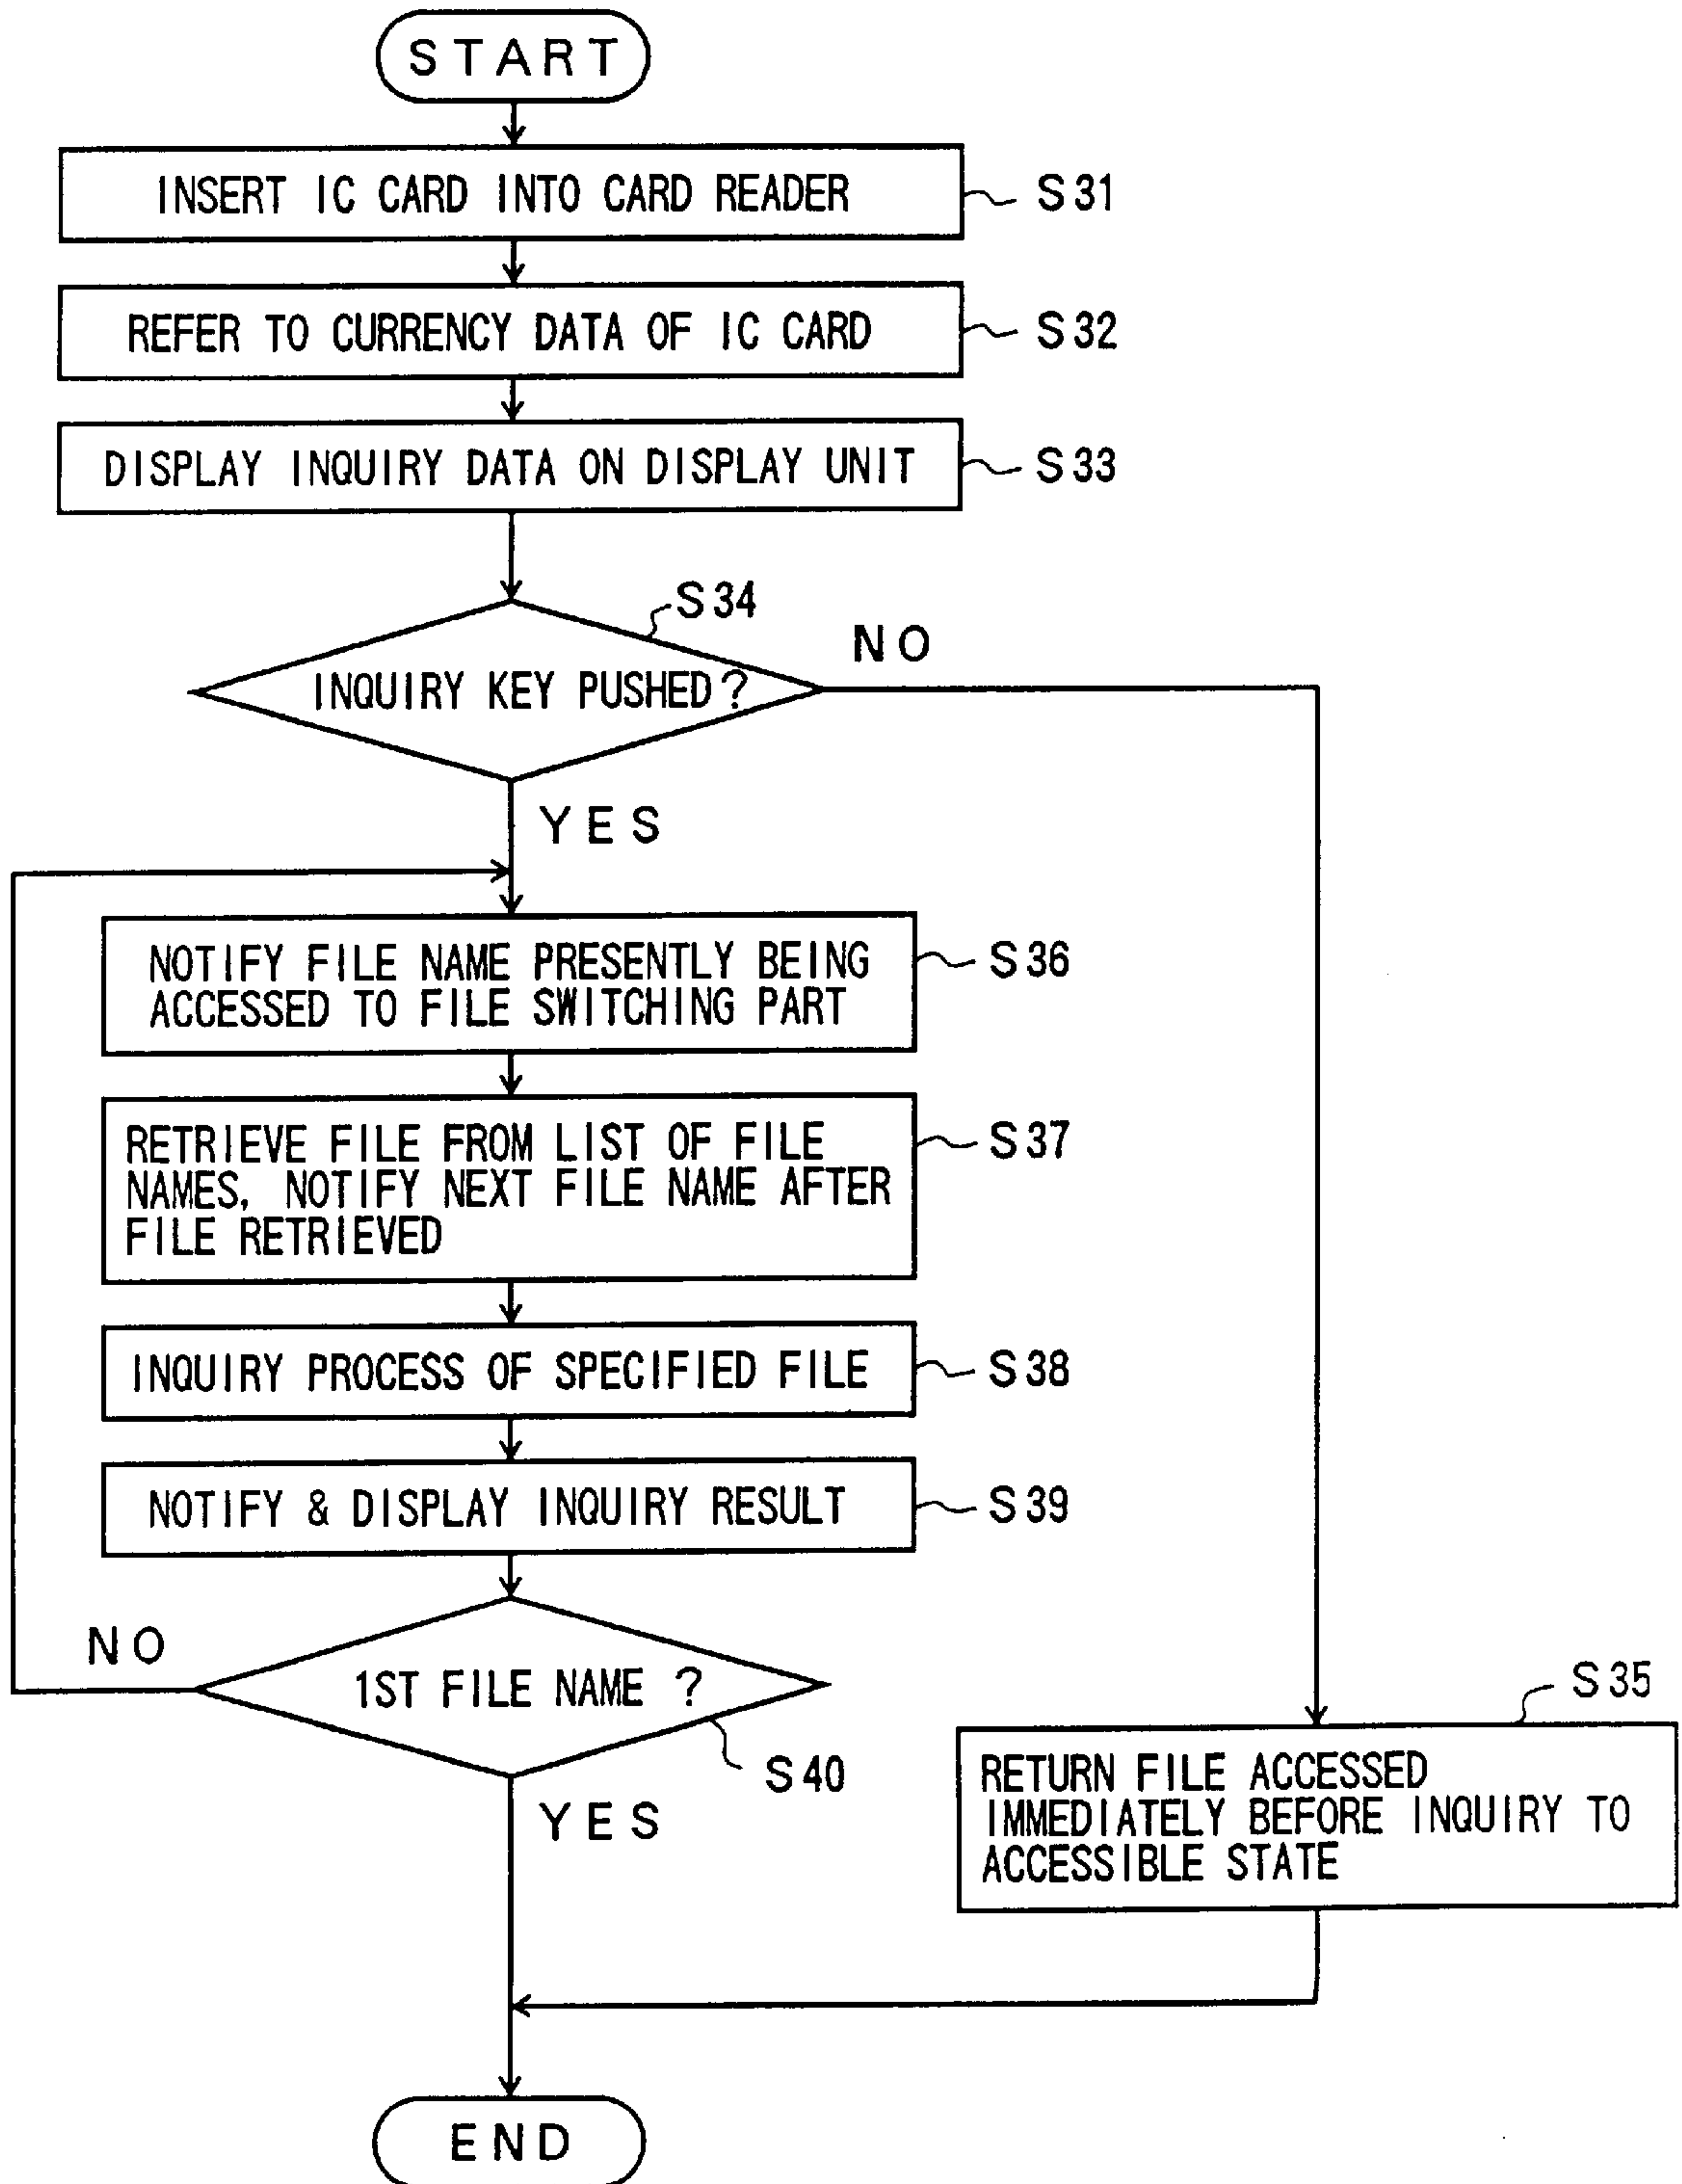 START
INSERT IC CARD INTO CARD READER
S31
REFER TO CURRENCY DATA OF IC CARD
S32
DISPLAY INQUIRY DATA ON DISPLAY UNIT
S33
S34
NO
INQUIRY KEY PUSHED?
YES
NOTIFY FILE NAME PRESENTLY BEING
ACCESSED TO FILE SWITCHING PART
S36
RETRIEVE FILE FROM LIST OF FILE
NAMES, NOTIFY NEXT FILE NAME AFTER
FILE RETRIEVED
S37
INQUIRY PROCESS OF SPECIFIED FILE
S38
NOTIFY & DISPLAY INQUIRY RESULT
S39
NO
1ST FILE NAME ?
S40
YES
S35
RETURN FILE ACCESSED
IMMEDIATELY BEFORE INQUIRY TO
ACCESSIBLE STATE
END